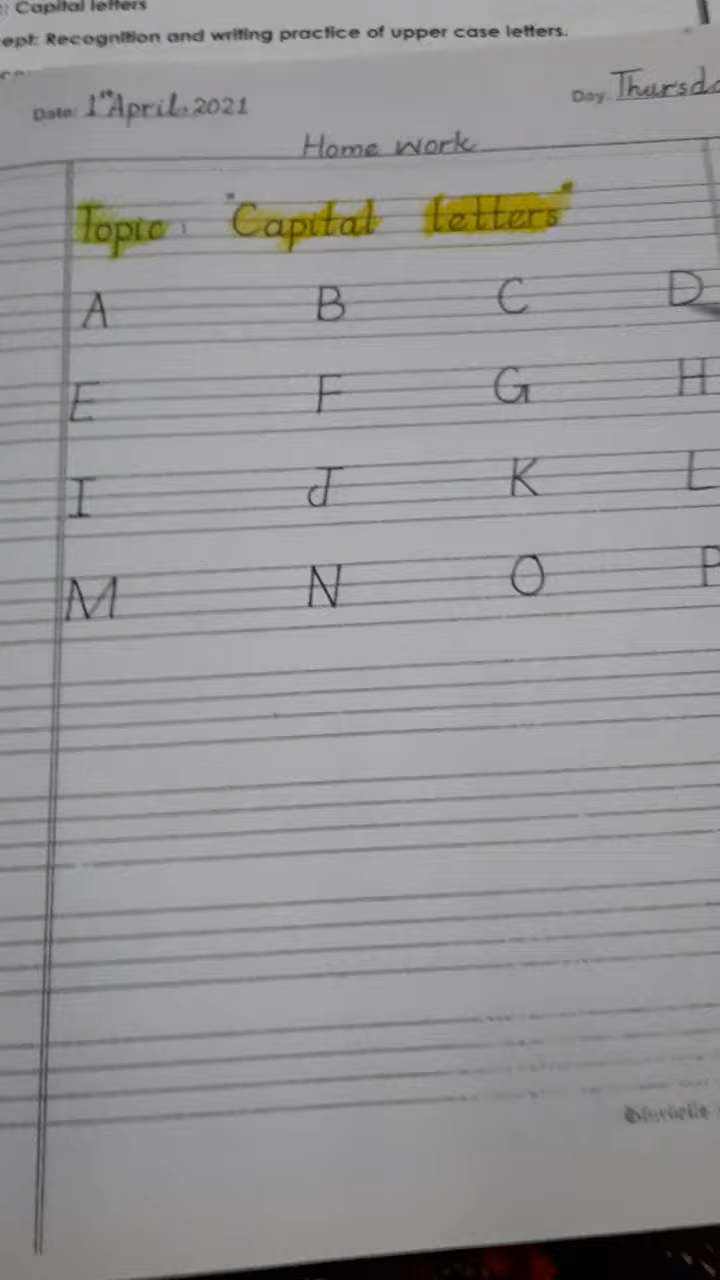 : Capital letters
ept: Recognition and writing practice of upper case letters.
Date: 1st April, 2021 Day: Thursda
Home work
Topic: "Capital letters"
A B C D
E F G H
I J K L
M N O P